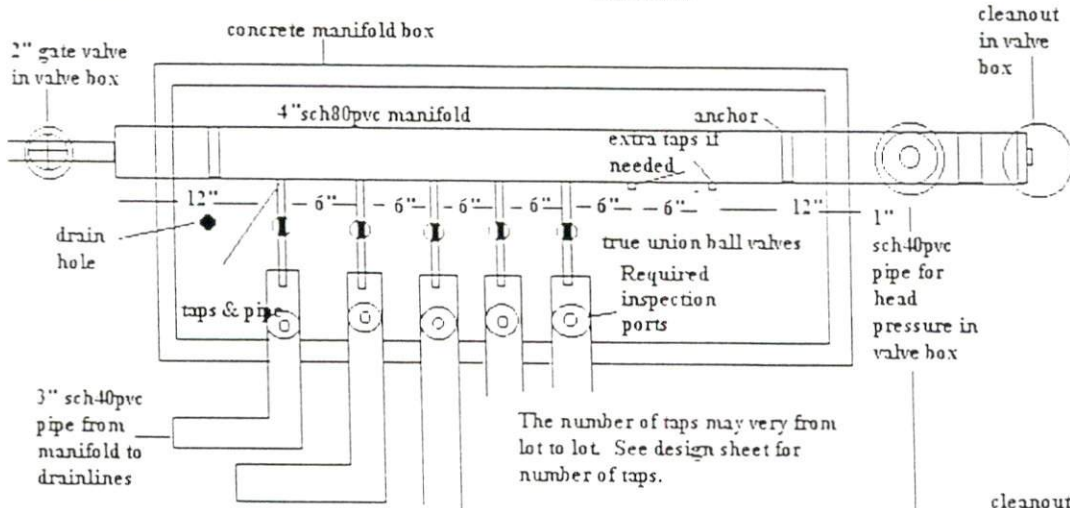 cleanout
in valve
box
concrete manifold box
2" gate valve
in valve box
4"sch80pvc manifold
anchor
extra taps if
needed
12"
6"
6"
6"
6"
6"
6"
12"
1"
sch40pvc
pipe for
head
pressure in
valve box
drain
hole
true union ball valves
Required
inspection
ports
taps & pipe
3" sch40pvc
pipe from
manifold to
drainlines
The number of taps may very from
lot to lot. See design sheet for
number of taps.
cleanout